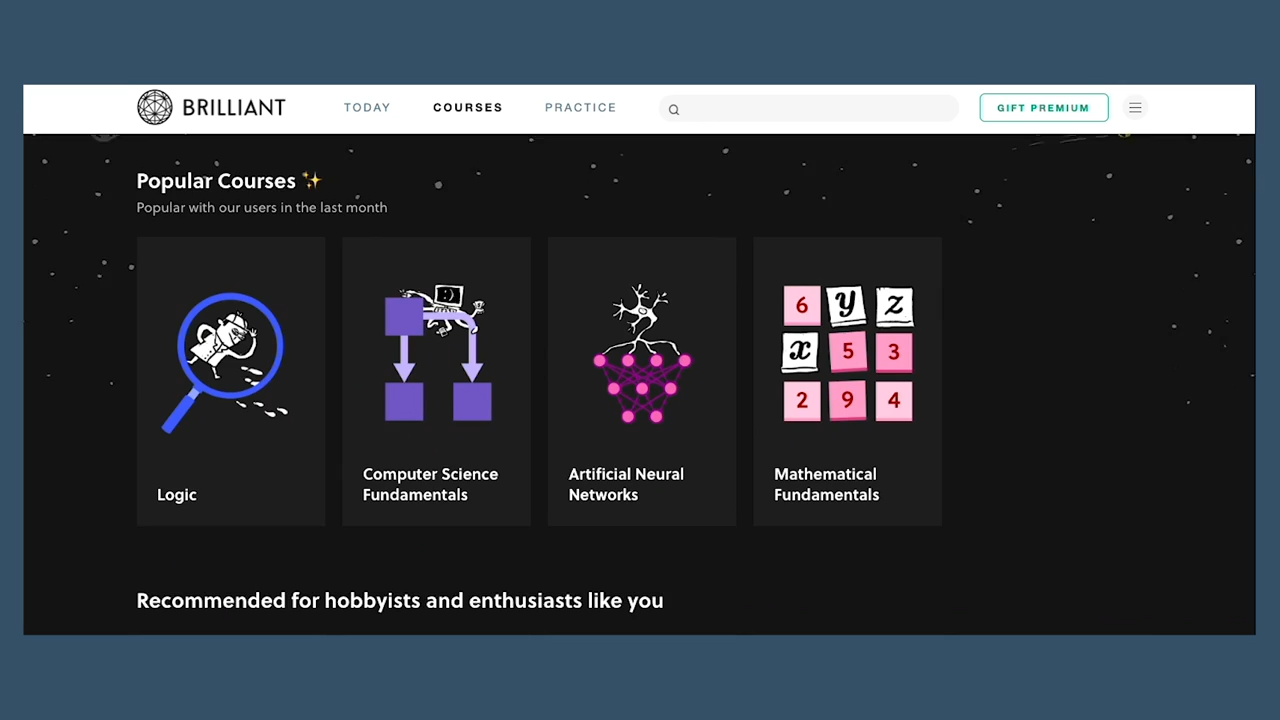 BRILLIANT
TODAY
COURSES
PRACTICE
GIFT PREMIUM
Popular Courses ✨
Popular with our users in the last month
6 y z
x 5 3
2 9 4
Logic
Computer Science
Fundamentals
Artificial Neural
Networks
Mathematical
Fundamentals
Recommended for hobbyists and enthusiasts like you